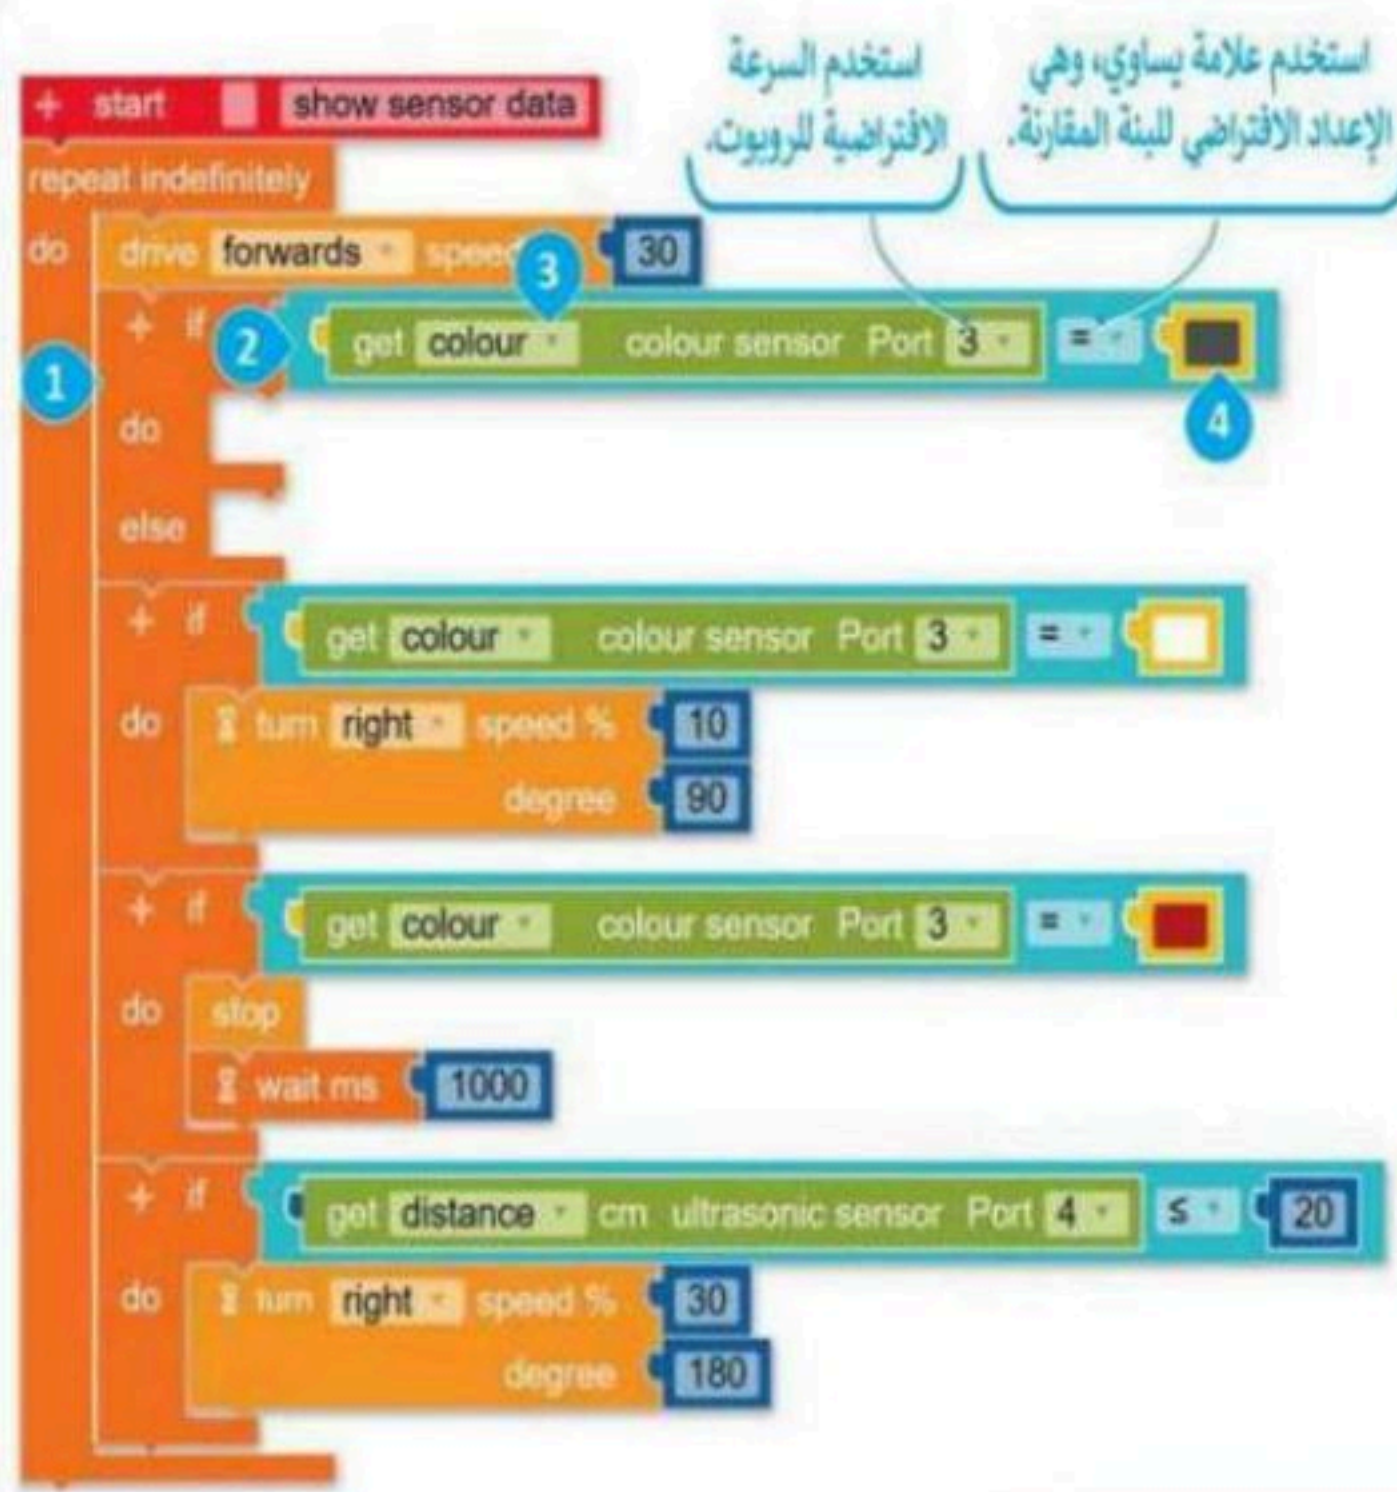 استخدم السرعة
الافتراضية للروبوت.
استخدم علامة يساوي، وهي
الإعداد الافتراضي للبنة المقارنة.
+ start show sensor data
repeat indefinitely
do drive forwards speed 30
3
+ if 2 get colour colour sensor Port 3 =
1
4
do
else
+ if get colour colour sensor Port 3 =
do turn right speed % 10
degree 90
+ if get colour colour sensor Port 3 =
do stop
wait ms 1000
+ if get distance cm ultrasonic sensor Port 4 ≤ 20
do turn right speed % 30
degree 180